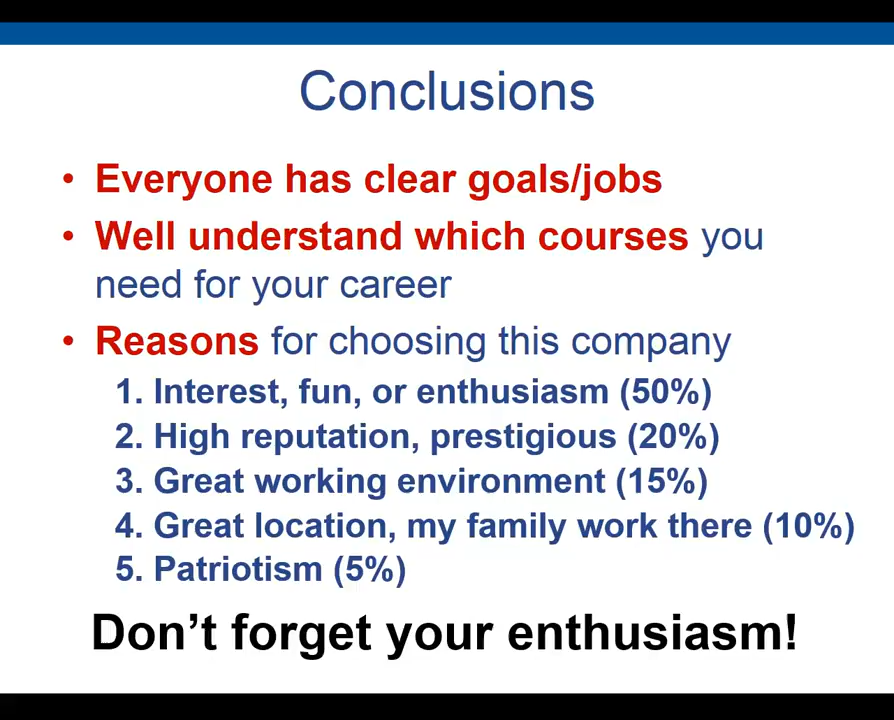 Conclusions
• Everyone has clear goals/jobs
• Well understand which courses you
need for your career
• Reasons for choosing this company
1. Interest, fun, or enthusiasm (50%)
2. High reputation, prestigious (20%)
3. Great working environment (15%)
4. Great location, my family work there (10%)
5. Patriotism (5%)
Don’t forget your enthusiasm!